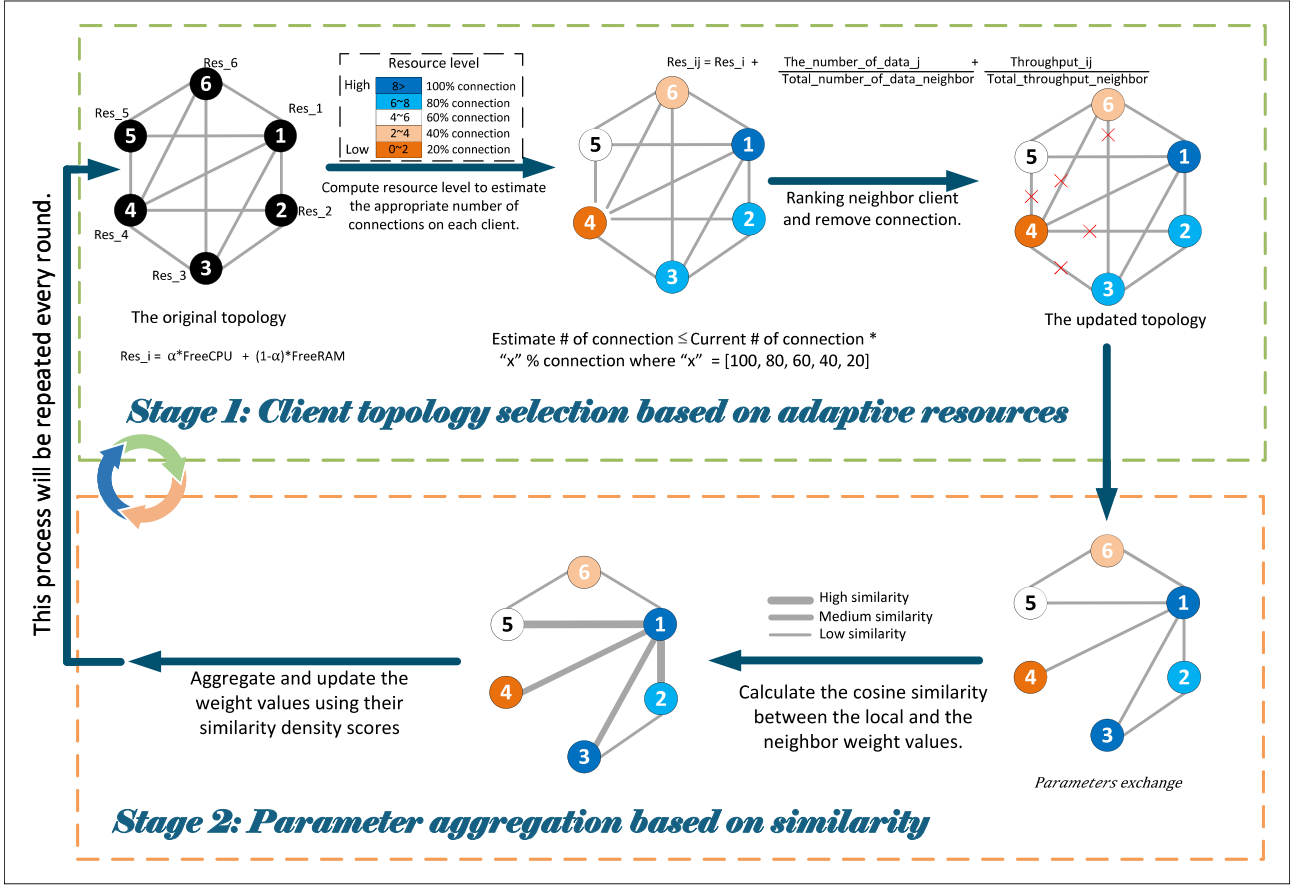 This process will be repeated every round.
Res_6
Res_5
Res_1
Res_4
Res_2
Res_3
6
5
1
4
2
3
The original topology
Res_i = α*FreeCPU + (1-α)*FreeRAM
Resource level
High 8> 100% connection
6~8 80% connection
4~6 60% connection
2~4 40% connection
Low 0~2 20% connection
Compute resource level to estimate
the appropriate number of
connections on each client.
6
5
1
4
2
3
Estimate # of connection ≤ Current # of connection *
“x” % connection where “x” = [100, 80, 60, 40, 20]
Res_ij = Res_i + The_number_of_data_j + Throughput_ij
Total_number_of_data_neighbor Total_throughput_neighbor
Ranking neighbor client
and remove connection.
6
5
1
4
2
3
The updated topology
Stage 1: Client topology selection based on adaptive resources
6
5
1
4
2
3
Parameters exchange
High similarity
Medium similarity
Low similarity
Calculate the cosine similarity
between the local and the
neighbor weight values.
6
5
1
4
2
3
Aggregate and update the
weight values using their
similarity density scores
Stage 2: Parameter aggregation based on similarity